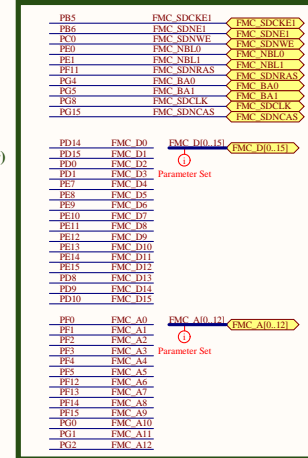 PB5 FMC_SDCKE1 FMC_SDCKE1
PB6 FMC_SDNE1 FMC_SDNE1
PC0 FMC_SDNWE FMC_SDNWE
PE0 FMC_NBL0 FMC_NBL0
PE1 FMC_NBL1 FMC_NBL1
PF11 FMC_SDNRAS FMC_SDNRAS
PG4 FMC_BA0 FMC_BA0
PG5 FMC_BA1 FMC_BA1
PG8 FMC_SDCLK FMC_SDCLK
PG15 FMC_SDNCAS FMC_SDNCAS
)
PD14 FMC_D0 FMC_D[0..15] FMC_D[0..15]
PD15 FMC_D1
PD0 FMC_D2 i
PD1 FMC_D3 Parameter Set
PE7 FMC_D4
PE8 FMC_D5
PE9 FMC_D6
PE10 FMC_D7
PE11 FMC_D8
PE12 FMC_D9
PE13 FMC_D10
PE14 FMC_D11
PE15 FMC_D12
PD8 FMC_D13
PD9 FMC_D14
PD10 FMC_D15
PF0 FMC_A0 FMC_A[0..12] FMC_A[0..12]
PF1 FMC_A1
PF2 FMC_A2 i
PF3 FMC_A3 Parameter Set
PF4 FMC_A4
PF5 FMC_A5
PF12 FMC_A6
PF13 FMC_A7
PF14 FMC_A8
PF15 FMC_A9
PG0 FMC_A10
PG1 FMC_A11
PG2 FMC_A12